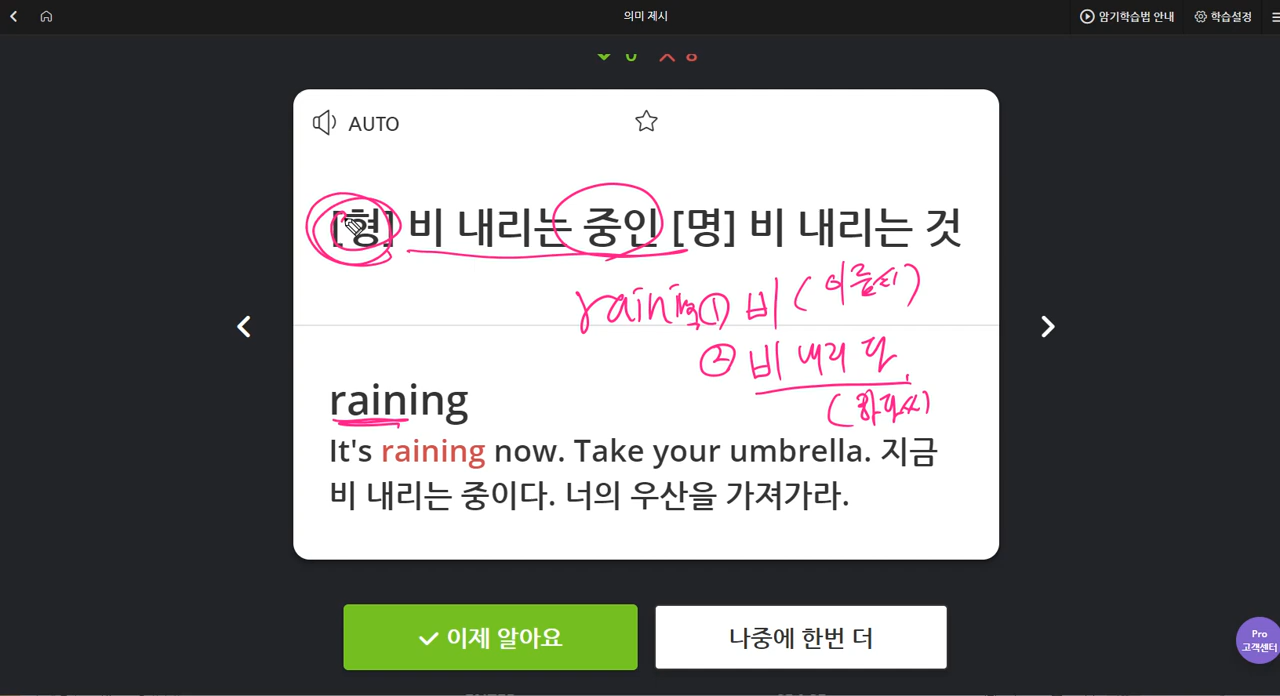 의미 제시
암기학습법 안내
학습설정
AUTO
[형] 비 내리는 중인 [명] 비 내리는 것
① 비 (이름씨)
② 비 내리다
raining
It's raining now. Take your umbrella. 지금
비 내리는 중이다. 너의 우산을 가져가라.
이제 알아요
나중에 한번 더
Pro
고객센터